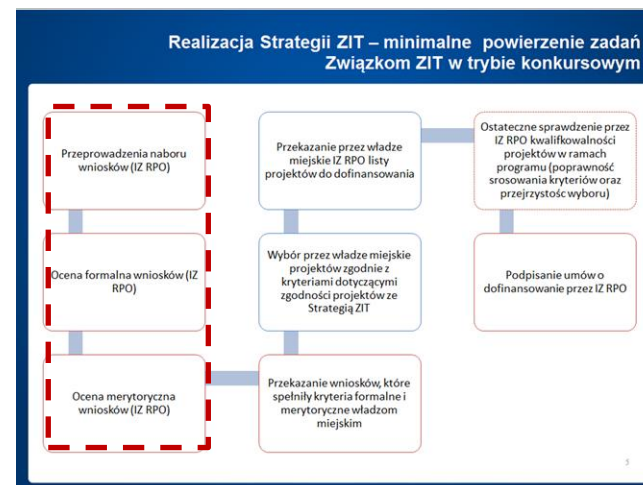 Realizacja Strategii ZIT – minimalne powierzenie zadań
Związkom ZIT w trybie konkursowym
Przeprowadzenia naboru
wniosków (IZ RPO)
Ocena formalna wniosków (IZ
RPO)
Ocena merytoryczna
wniosków (IZ RPO)
Przekazanie wniosków, które
spełniły kryteria formalne i
merytoryczne władzom
miejskim
Wybór przez władze miejskie
projektów zgodnie z
kryteriami dotyczącymi
zgodności projektów ze
Strategią ZIT
Przekazanie przez władze
miejskie IZ RPO listy
projektów do dofinansowania
Ostateczne sprawdzenie przez
IZ RPO kwalifkowalności
projektów w ramach
programu (poprawność
srosowania kryteriów oraz
przejrzystośc wyboru)
Podpisanie umów o
dofinansowanie przez IZ RPO
5